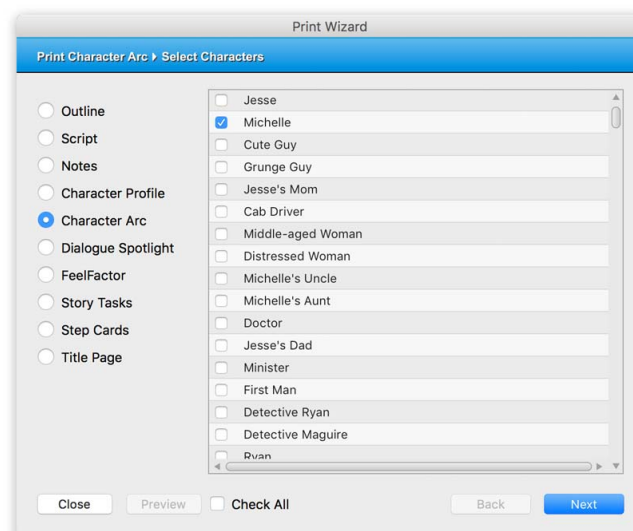 Print Wizard
Print Character Arc ▸ Select Characters
Outline
Script
Notes
Character Profile
Character Arc
Dialogue Spotlight
FeelFactor
Story Tasks
Step Cards
Title Page
Jesse
Michelle
Cute Guy
Grunge Guy
Jesse's Mom
Cab Driver
Middle-aged Woman
Distressed Woman
Michelle's Uncle
Michelle's Aunt
Doctor
Jesse's Dad
Minister
First Man
Detective Ryan
Detective Maguire
Ryan
Close Preview Check All Back Next